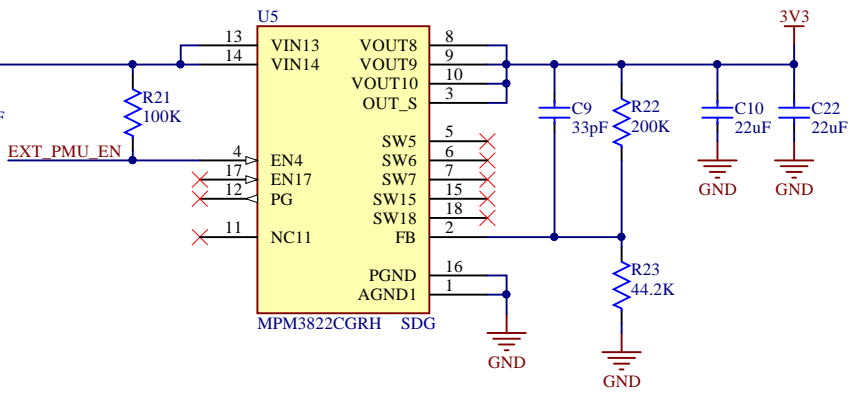 U5
3V3
13 VIN13 VOUT8 8
14 VIN14 VOUT9 9
VOUT10 10
OUT_S 3
R21
100K
C9
33pF
R22
200K
C10
22uF
C22
22uF
F
EXT_PMU_EN
SW5 5
4 EN4 SW6 6
17 EN17 SW7 7
12 PG SW15 15
SW18 18
11 NC11 FB 2
GND
GND
PGND 16
AGND1 1
R23
44.2K
MPM3822CGRH SDG
GND
GND